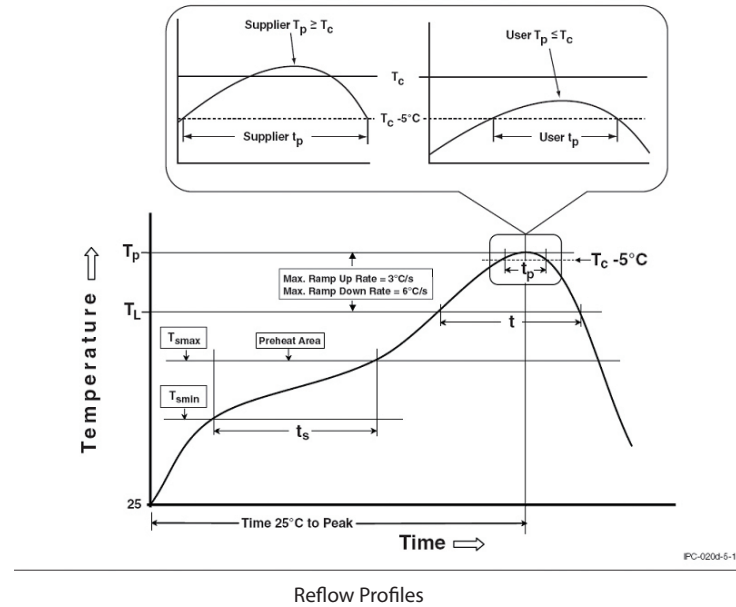 Supplier Tp ≥ Tc
User Tp ≤ Tc
Tc
Tc -5°C
Supplier tp
User tp
Tp
Tc -5°C
tp
Max. Ramp Up Rate = 3°C/s
Max. Ramp Down Rate = 6°C/s
TL
t
Tsmax
Preheat Area
Tsmin
ts
Temperature
25
Time 25°C to Peak
Time
IPC-020d-5-1
Reflow Profiles